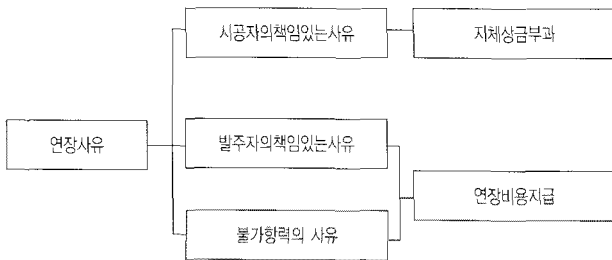 시공자의책임있는사유
지체상금부과
연장사유
발주자의책임있는사유
연장비용지급
불가항력의 사유